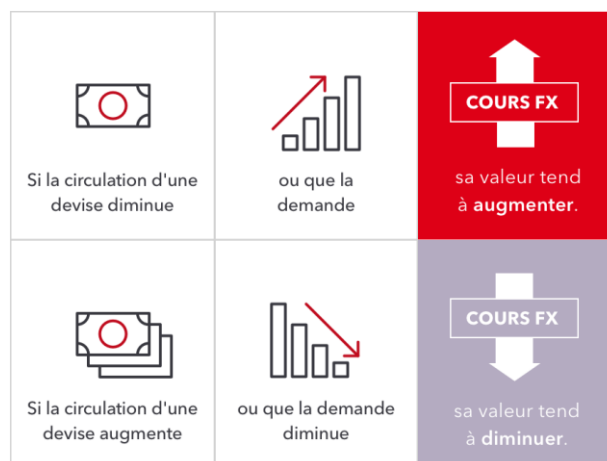 Si la circulation d'une
devise diminue
ou que la
demande
COURS FX
sa valeur tend
à augmenter.
Si la circulation d'une
devise augmente
ou que la demande
diminue
COURS FX
sa valeur tend
à diminuer.